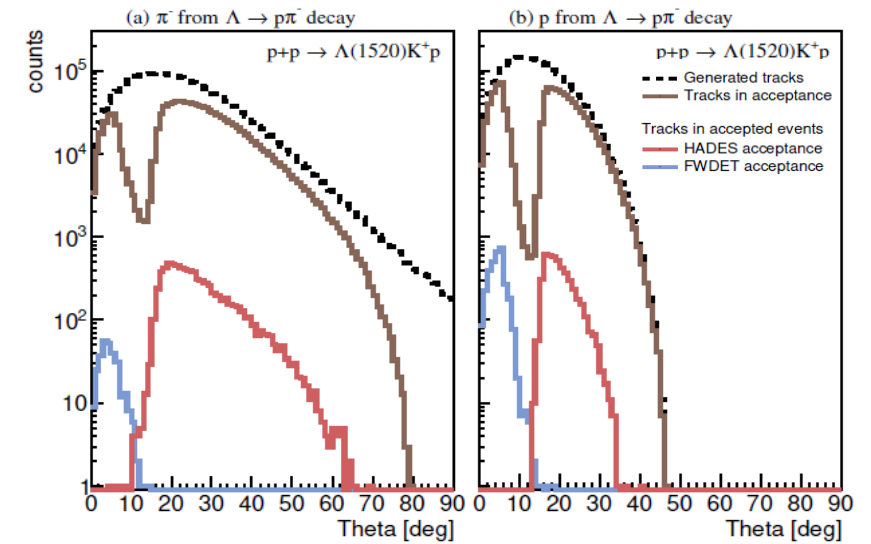 (a) π⁻ from Λ → pπ⁻ decay
(b) p from Λ → pπ⁻ decay
counts
p+p → Λ(1520)K⁺p
p+p → Λ(1520)K⁺p
Generated tracks
Tracks in acceptance
Tracks in accepted events
HADES acceptance
FWDET acceptance
10⁵
10⁴
10³
10²
10
1
0 10 20 30 40 50 60 70 80 90
0 10 20 30 40 50 60 70 80 90
Theta [deg]
Theta [deg]